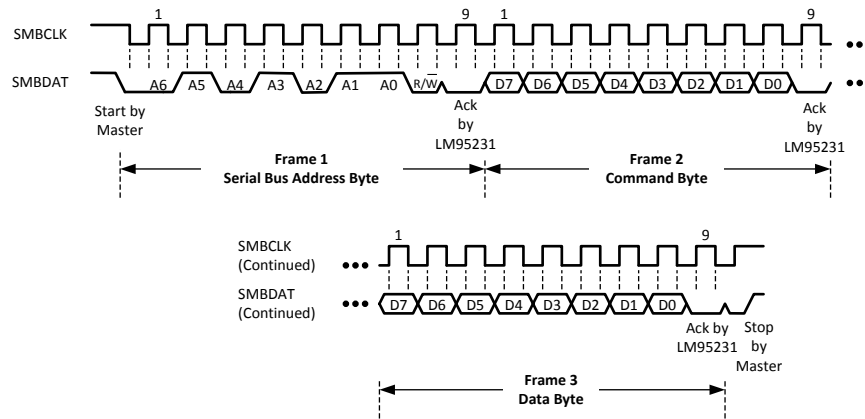 1 9 1 9
SMBCLK
SMBDAT
A6 A5 A4 A3 A2 A1 A0 R/W̅ D7 D6 D5 D4 D3 D2 D1 D0
Start by
Master
Ack
by
LM95231
Ack
by
LM95231
Frame 1
Serial Bus Address Byte
Frame 2
Command Byte
1 9
SMBCLK
(Continued)
SMBDAT
(Continued)
D7 D6 D5 D4 D3 D2 D1 D0
Ack by
LM95231
Stop
by
Master
Frame 3
Data Byte